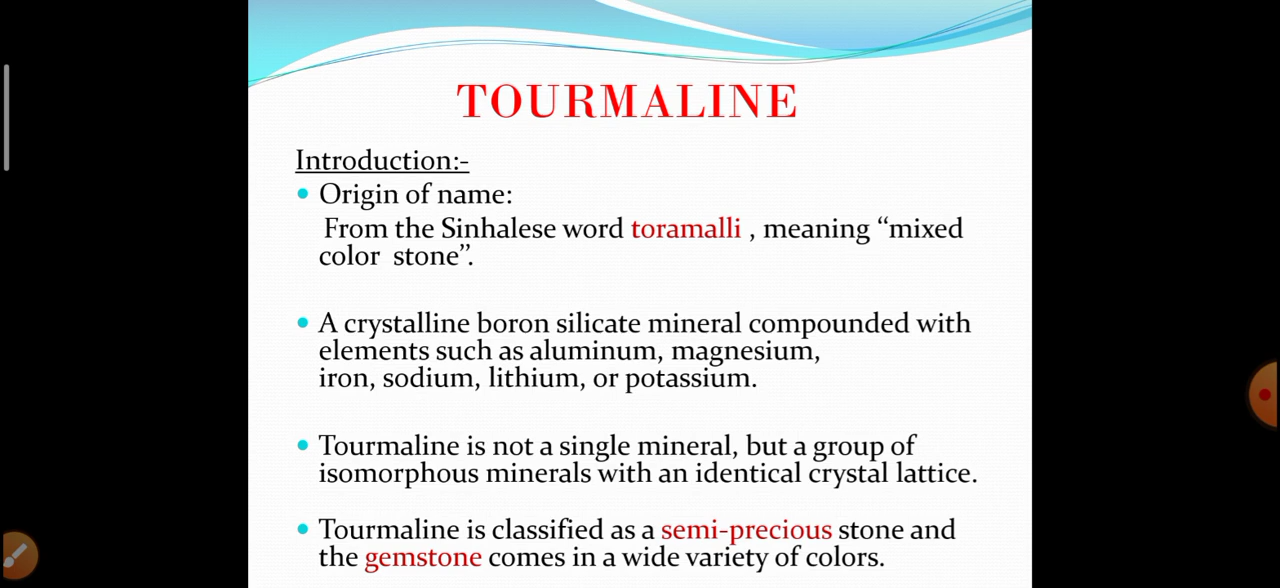 TOURMALINE
Introduction:-
• Origin of name:
From the Sinhalese word toramalli , meaning “mixed
color stone”.
• A crystalline boron silicate mineral compounded with
elements such as aluminum, magnesium,
iron, sodium, lithium, or potassium.
• Tourmaline is not a single mineral, but a group of
isomorphous minerals with an identical crystal lattice.
• Tourmaline is classified as a semi-precious stone and
the gemstone comes in a wide variety of colors.